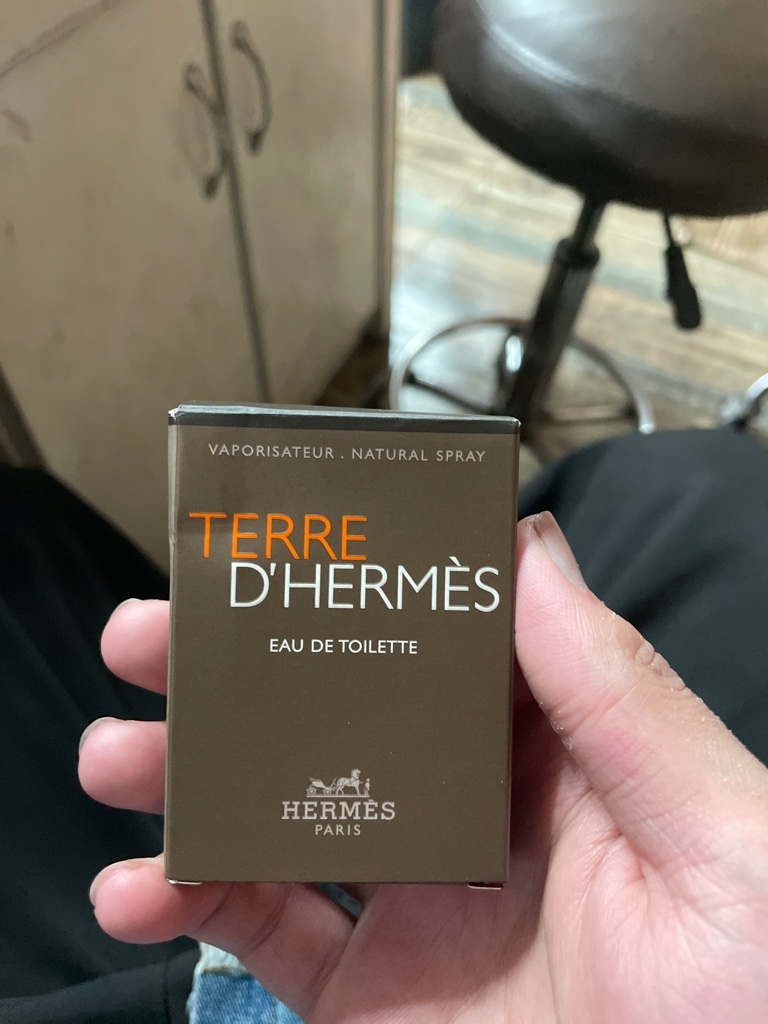 VAPORISATEUR . NATURAL SPRAY
TERRE
D'HERMÈS
EAU DE TOILETTE
HERMÈS
PARIS